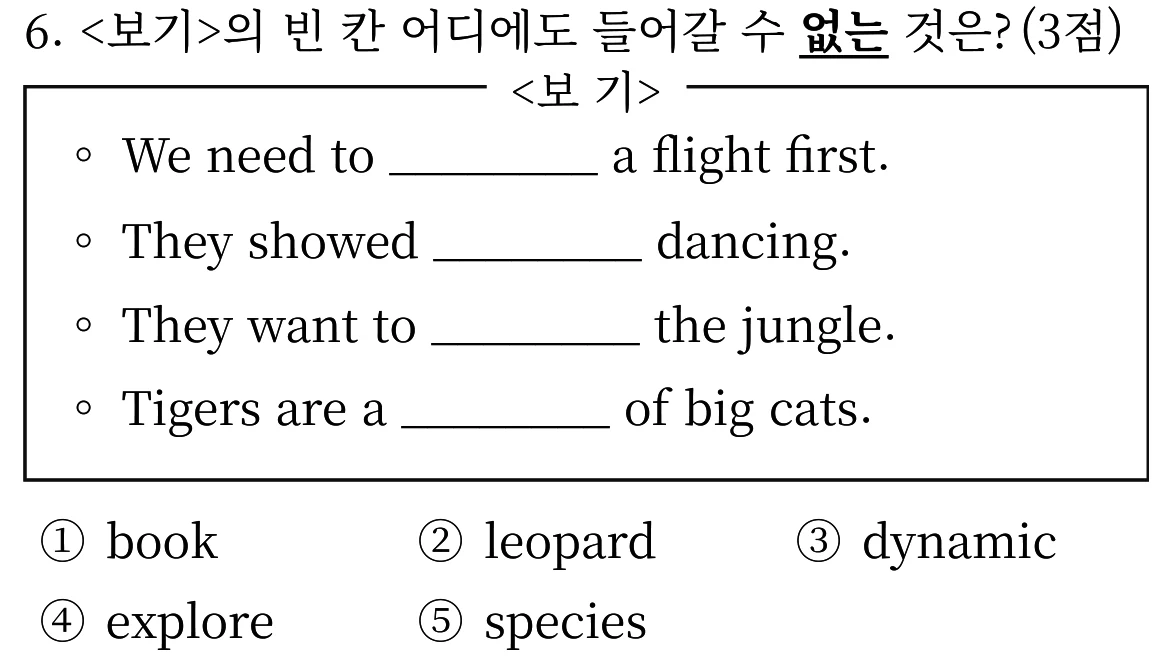 6. <보기>의 빈 칸 어디에도 들어갈 수 없는 것은? (3점)
<보 기>
◦ We need to ________ a flight first.
◦ They showed ________ dancing.
◦ They want to ________ the jungle.
◦ Tigers are a ________ of big cats.
① book ② leopard ③ dynamic
④ explore ⑤ species